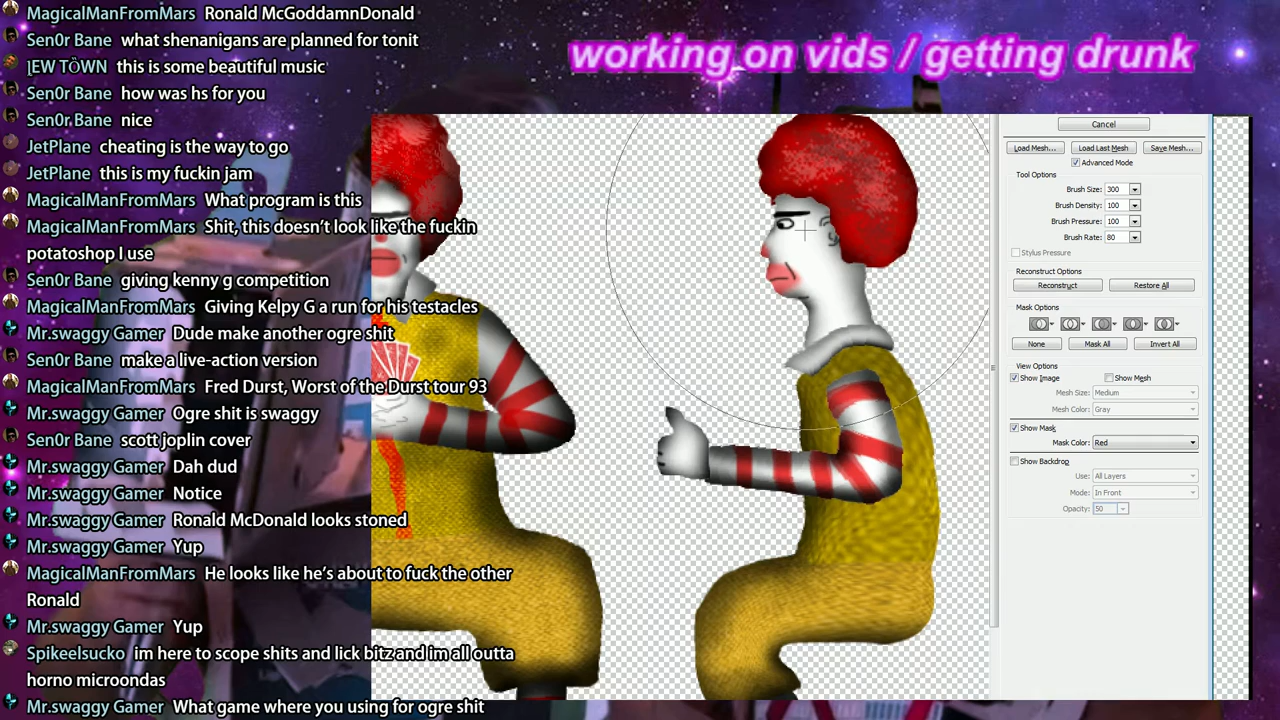 MagicalManFromMars Ronald McGoddamnDonald
Sen0r Bane what shenanigans are planned for tonit
working on vids / getting drunk
ĮEW TȌWN this is some beautiful music
Sen0r Bane how was hs for you
Sen0r Bane nice
JetPlane cheating is the way to go
JetPlane this is my fuckin jam
MagicalManFromMars What program is this
MagicalManFromMars Shit, this doesn't look like the fuckin
potatoshop I use
Sen0r Bane giving kenny g competition
MagicalManFromMars Giving Kelpy G a run for his testacles
Mr.swaggy Gamer Dude make another ogre shit
Sen0r Bane make a live-action version
MagicalManFromMars Fred Durst, Worst of the Durst tour 93
Mr.swaggy Gamer Ogre shit is swaggy
Sen0r Bane scott joplin cover
Mr.swaggy Gamer Dah dud
Mr.swaggy Gamer Notice
Mr.swaggy Gamer Ronald McDonald looks stoned
Mr.swaggy Gamer Yup
MagicalManFromMars He looks like he's about to fuck the other
Ronald
Mr.swaggy Gamer Yup
Spikeelsucko im here to scope shits and lick bitz and im all outta
horno microondas
Mr.swaggy Gamer What game where you using for ogre shit
Cancel
Load Mesh... Load Last Mesh Save Mesh...
Advanced Mode
Tool Options
Brush Size: 300
Brush Density: 100
Brush Pressure: 100
Brush Rate: 80
Stylus Pressure
Reconstruct Options
Reconstruct Restore All
Mask Options
None Mask All Invert All
View Options
Show Image Show Mesh
Mesh Size: Medium
Mesh Color: Gray
Show Mask
Mask Color: Red
Show Backdrop
Use: All Layers
Mode: In Front
Opacity: 50